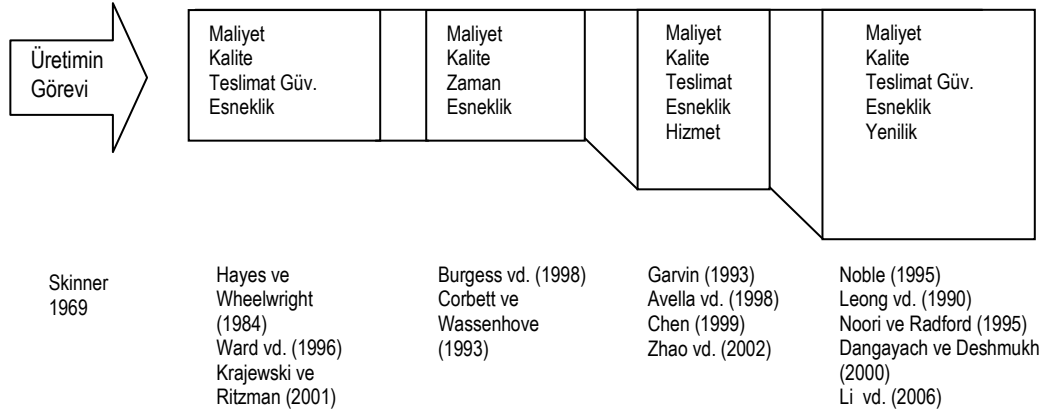 Üretimin
Görevi
Maliyet
Kalite
Teslimat Güv.
Esneklik
Maliyet
Kalite
Zaman
Esneklik
Maliyet
Kalite
Teslimat
Esneklik
Hizmet
Maliyet
Kalite
Teslimat Güv.
Esneklik
Yenilik
Skinner
1969
Hayes ve
Wheelwright
(1984)
Ward vd. (1996)
Krajewski ve
Ritzman (2001)
Burgess vd. (1998)
Corbett ve
Wassenhove
(1993)
Garvin (1993)
Avella vd. (1998)
Chen (1999)
Zhao vd. (2002)
Noble (1995)
Leong vd. (1990)
Noori ve Radford (1995)
Dangayach ve Deshmukh
(2000)
Li vd. (2006)